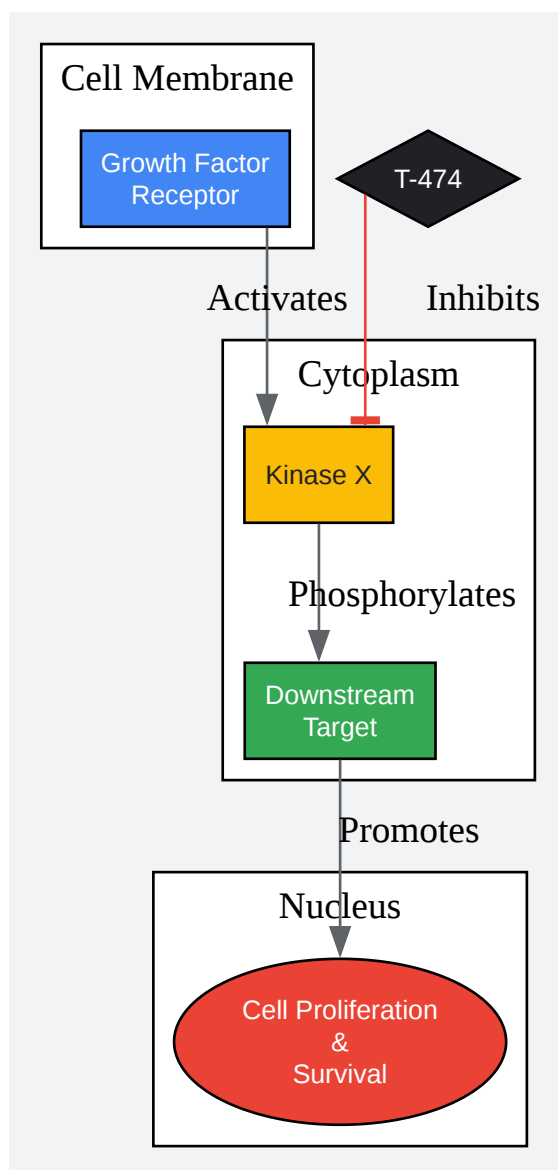 Cell Membrane
Growth Factor
Receptor
T-474
Activates
Inhibits
Cytoplasm
Kinase X
Phosphorylates
Downstream
Target
Promotes
Nucleus
Cell Proliferation
&
Survival